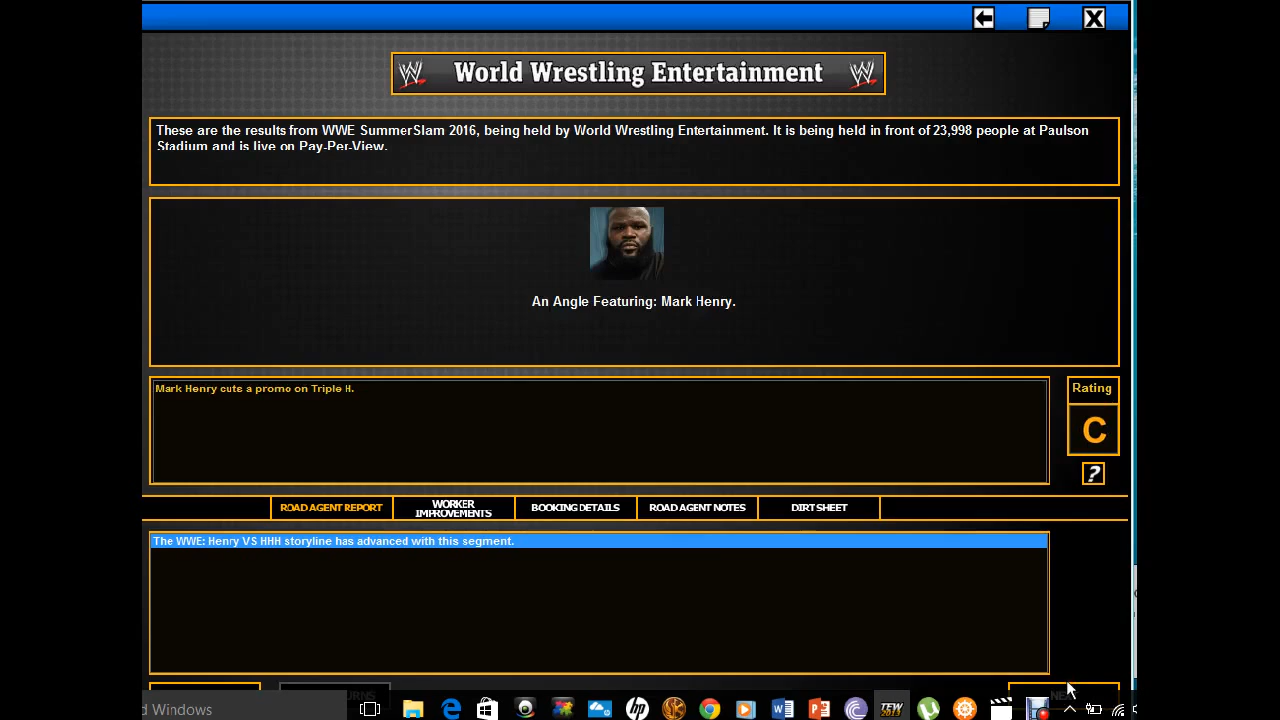 World Wrestling Entertainment
These are the results from WWE SummerSlam 2016, being held by World Wrestling Entertainment. It is being held in front of 23,998 people at Paulson
Stadium and is live on Pay-Per-View.
An Angle Featuring: Mark Henry.
Mark Henry cuts a promo on Triple H.
Rating
C
?
ROAD AGENT REPORT
WORKER
IMPROVEMENTS
BOOKING DETAILS
ROAD AGENT NOTES
DIRT SHEET
The WWE: Henry VS HHH storyline has advanced with this segment.
d Windows
hp
TEW
2013